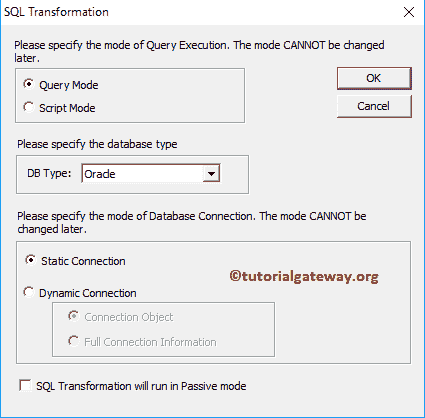 SQL Transformation
Please specify the mode of Query Execution. The mode CANNOT be changed
later.
Query Mode
Script Mode
OK
Cancel
Please specify the database type
DB Type: Oracle
Please specify the mode of Database Connection. The mode CANNOT be
changed later.
Static Connection
©tutorialgateway.org
Dynamic Connection
Connection Object
Full Connection Information
SQL Transformation will run in Passive mode